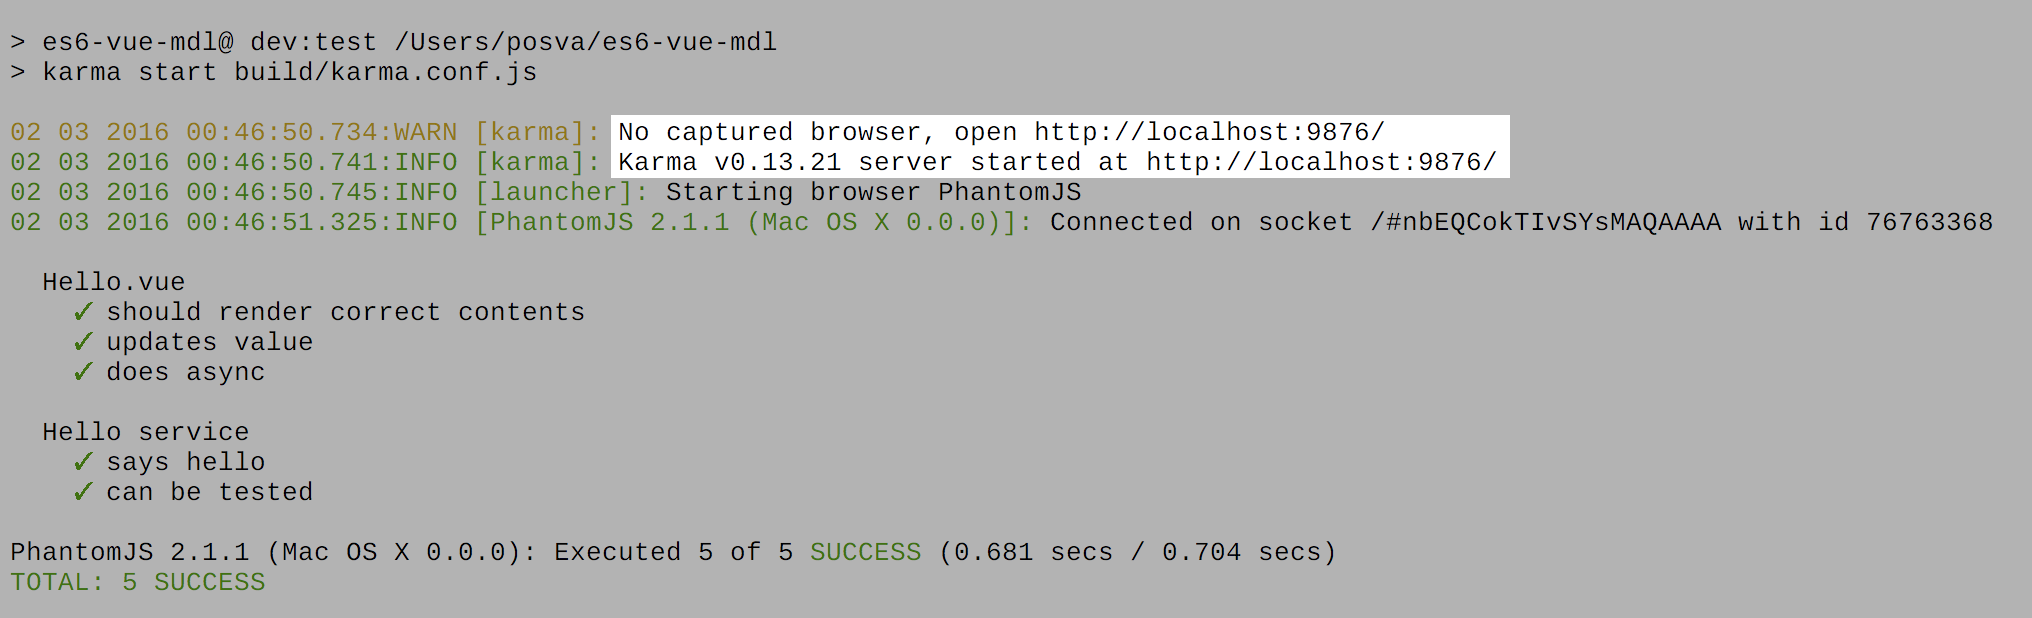 > es6-vue-mdl@ dev:test /Users/posva/es6-vue-mdl
> karma start build/karma.conf.js
02 03 2016 00:46:50.734:WARN [karma]: No captured browser, open http://localhost:9876/
02 03 2016 00:46:50.741:INFO [karma]: Karma v0.13.21 server started at http://localhost:9876/
02 03 2016 00:46:50.745:INFO [launcher]: Starting browser PhantomJS
02 03 2016 00:46:51.325:INFO [PhantomJS 2.1.1 (Mac OS X 0.0.0)]: Connected on socket /#nbEQCokTIvSYsMAQAAAA with id 76763368
Hello.vue
✓ should render correct contents
✓ updates value
✓ does async
Hello service
✓ says hello
✓ can be tested
PhantomJS 2.1.1 (Mac OS X 0.0.0): Executed 5 of 5 SUCCESS (0.681 secs / 0.704 secs)
TOTAL: 5 SUCCESS